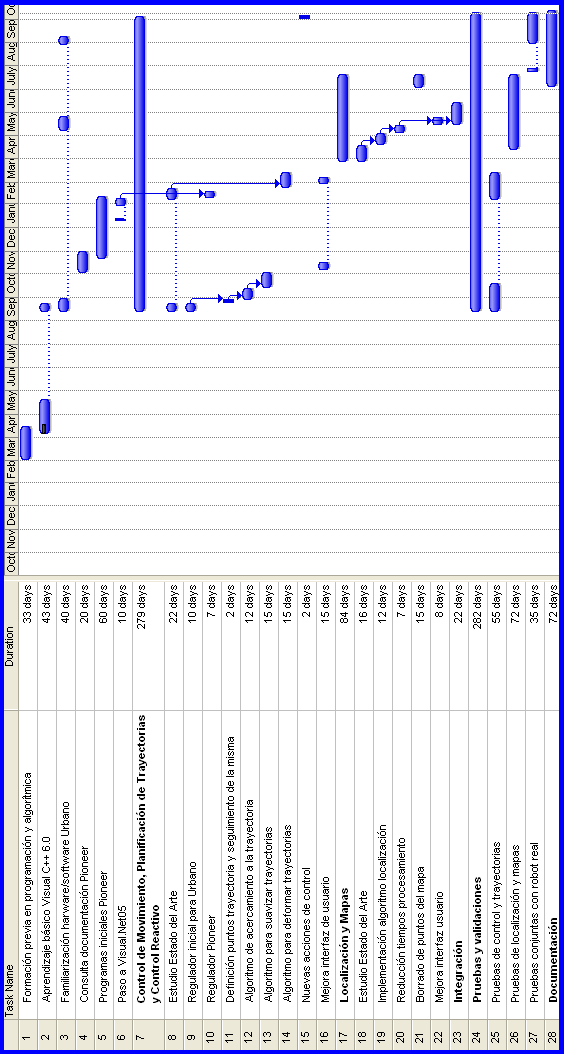 Task Name Duration Octo Nov Dec Jan Feb Mar Apr May Jun July Aug Sep Octo Nov Dec Jan Feb Mar Apr May Jun July Aug Sep Oc
1 Formación previa en programación y algorítmica 33 days
2 Aprendizaje básico Visual C++ 6.0 43 days
3 Familiarización harware/software Urbano 40 days
4 Consulta documentación Pioneer 20 days
5 Programas iniciales Pioneer 60 days
6 Paso a Visual.Net05 10 days
7 Control de Movimiento, Planificación de Trayectorias 279 days
y Control Reactivo
8 Estudio Estado del Arte 22 days
9 Regulador inicial para Urbano 10 days
10 Regulador Pioneer 7 days
11 Definición puntos trayectoria y seguimiento de la misma 2 days
12 Algoritmo de acercamiento a la trayectoria 12 days
13 Algoritmo para suavizar trayectorias 15 days
14 Algoritmo para deformar trayectorias 15 days
15 Nuevas acciones de control 2 days
16 Mejora interfaz de usuario 15 days
17 Localización y Mapas 84 days
18 Estudio Estado del Arte 16 days
19 Implementación algoritmo localización 12 days
20 Reducción tiempos procesamiento 7 days
21 Borrado de puntos del mapa 15 days
22 Mejora interfaz usuario 8 days
23 Integración 22 days
24 Pruebas y validaciones 282 days
25 Pruebas de control y trayectorias 55 days
26 Pruebas de localización y mapas 72 days
27 Pruebas conjuntas con robot real 35 days
28 Documentación 72 days